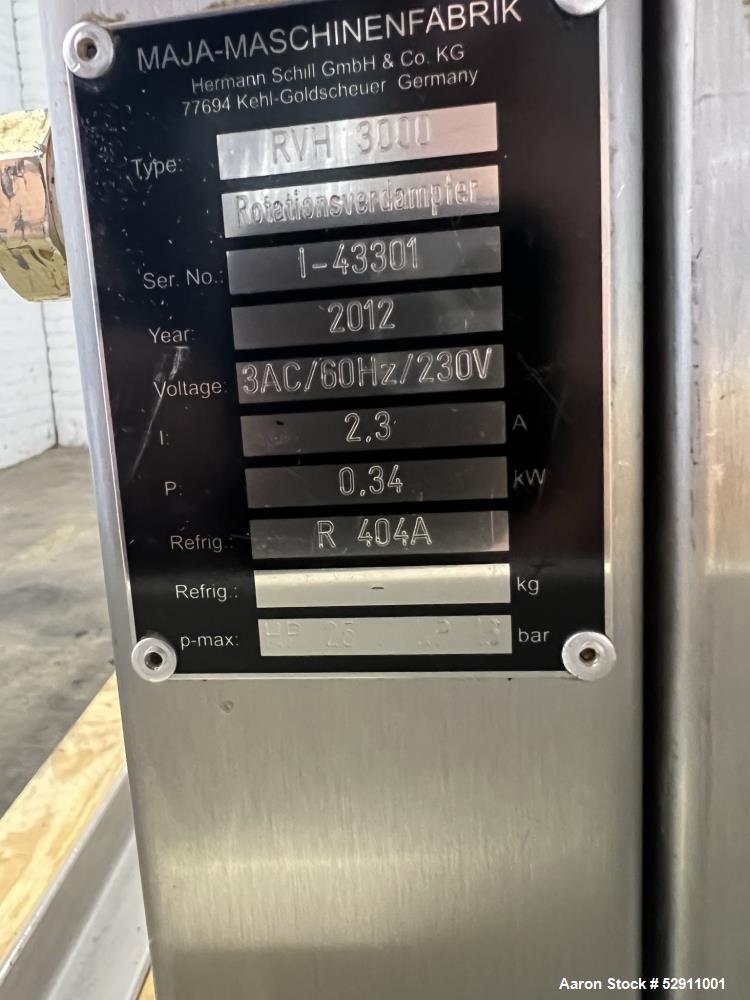 MAJA-MASCHINENFABRIK
Hermann Schill GmbH & Co. KG
77694 Kehl-Goldscheuer Germany
Type: RVH 3000
Rotationsverdampfer
Ser. No.: I-43301
Year: 2012
Voltage: 3AC/60Hz/230V
I: 2.3 A
P: 0.34 kW
Refrig.: R 404A
Refrig.: - kg
p-max: HP 25 bar
Aaron Stock # 52911001